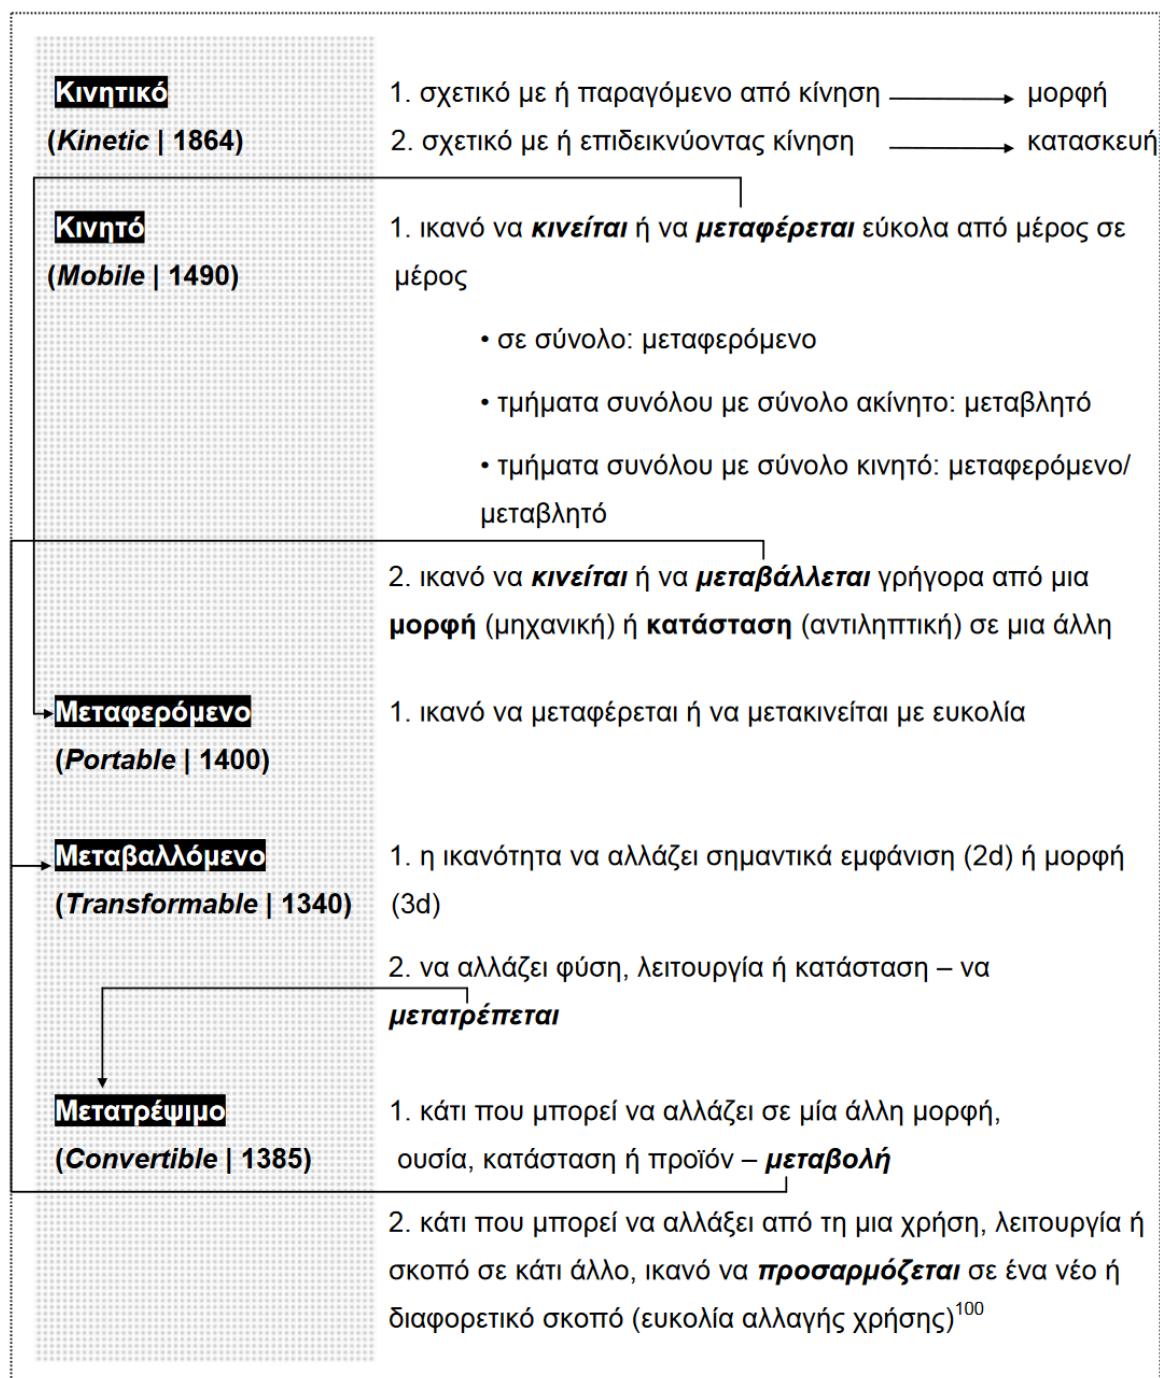 Κινητικό 1. σχετικό με ή παραγόμενο από κίνηση μορφή
(Kinetic | 1864) 2. σχετικό με ή επιδεικνύοντας κίνηση κατασκευή
Κινητό 1. ικανό να κινείται ή να μεταφέρεται εύκολα από μέρος σε
(Mobile | 1490) μέρος
• σε σύνολο: μεταφερόμενο
• τμήματα συνόλου με σύνολο ακίνητο: μεταβλητό
• τμήματα συνόλου με σύνολο κινητό: μεταφερόμενο/
μεταβλητό
2. ικανό να κινείται ή να μεταβάλλεται γρήγορα από μια
μορφή (μηχανική) ή κατάσταση (αντιληπτική) σε μια άλλη
Μεταφερόμενο 1. ικανό να μεταφέρεται ή να μετακινείται με ευκολία
(Portable | 1400)
Μεταβαλλόμενο 1. η ικανότητα να αλλάζει σημαντικά εμφάνιση (2d) ή μορφή
(Transformable | 1340) (3d)
2. να αλλάζει φύση, λειτουργία ή κατάσταση – να
μετατρέπεται
Μετατρέψιμο 1. κάτι που μπορεί να αλλάζει σε μία άλλη μορφή,
(Convertible | 1385) ουσία, κατάσταση ή προϊόν – μεταβολή
2. κάτι που μπορεί να αλλάξει από τη μια χρήση, λειτουργία ή
σκοπό σε κάτι άλλο, ικανό να προσαρμόζεται σε ένα νέο ή
διαφορετικό σκοπό (ευκολία αλλαγής χρήσης)100